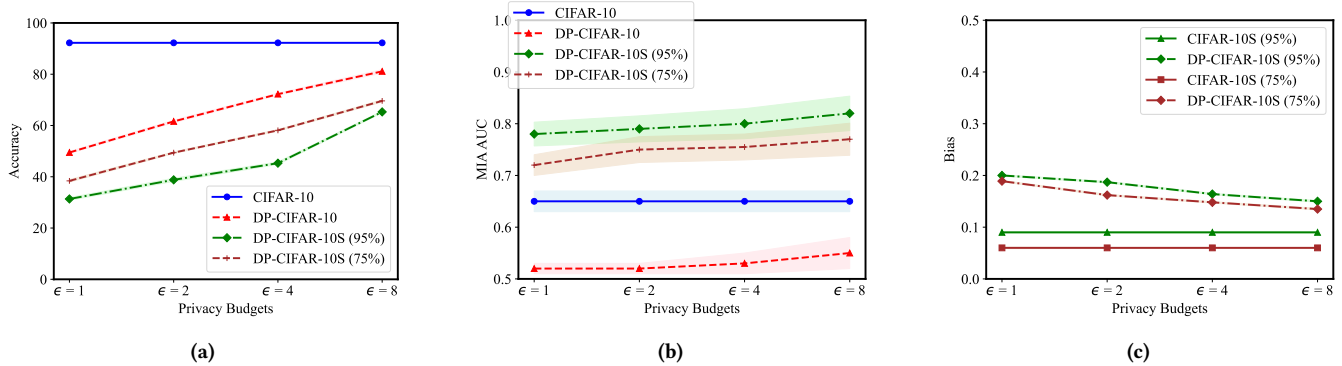 100
80
60
40
20
0
Accuracy
CIFAR-10
DP-CIFAR-10
DP-CIFAR-10S (95%)
DP-CIFAR-10S (75%)
ϵ = 1
ϵ = 2
ϵ = 4
ϵ = 8
Privacy Budgets
(a)
1.0
0.9
0.8
0.7
0.6
0.5
MIA AUC
CIFAR-10
DP-CIFAR-10
DP-CIFAR-10S (95%)
DP-CIFAR-10S (75%)
ϵ = 1
ϵ = 2
ϵ = 4
ϵ = 8
Privacy Budgets
(b)
0.5
0.4
0.3
0.2
0.1
0.0
Bias
CIFAR-10S (95%)
DP-CIFAR-10S (95%)
CIFAR-10S (75%)
DP-CIFAR-10S (75%)
ϵ = 1
ϵ = 2
ϵ = 4
ϵ = 8
Privacy Budgets
(c)